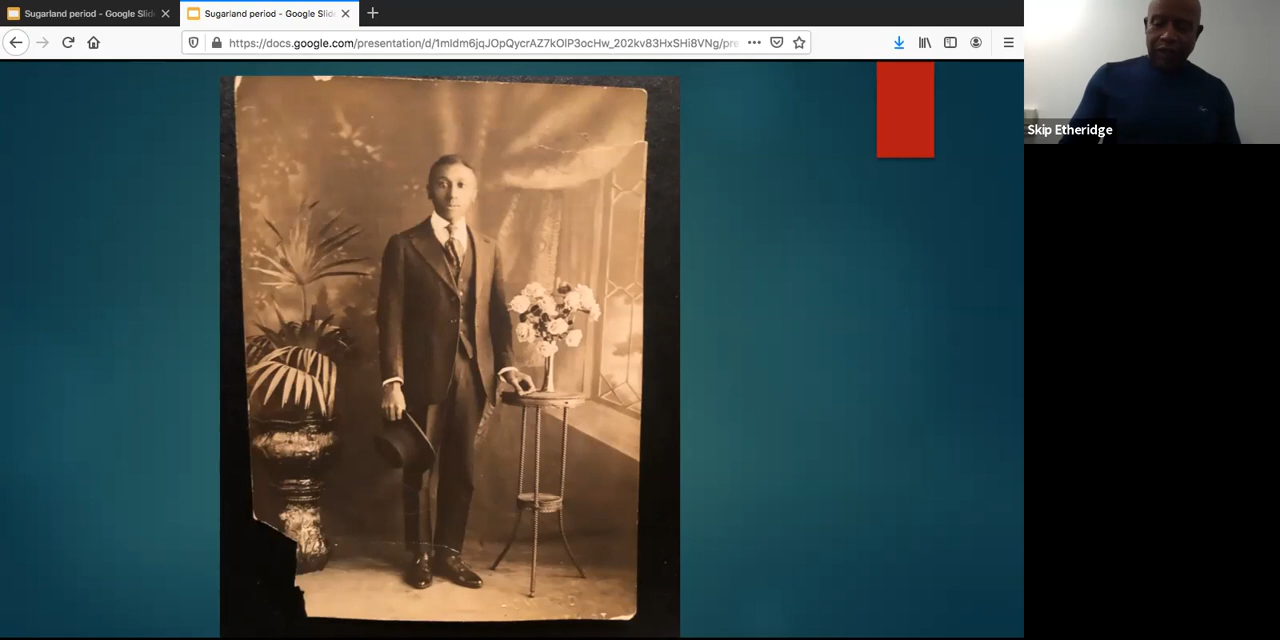 Sugarland period - Google Slid
Sugarland period - Google Slid
https://docs.google.com/presentation/d/1mldm6jqJOpQycrAZ7kOlP3ocHw_202kv83HxSHi8VNg/pre
Skip Etheridge